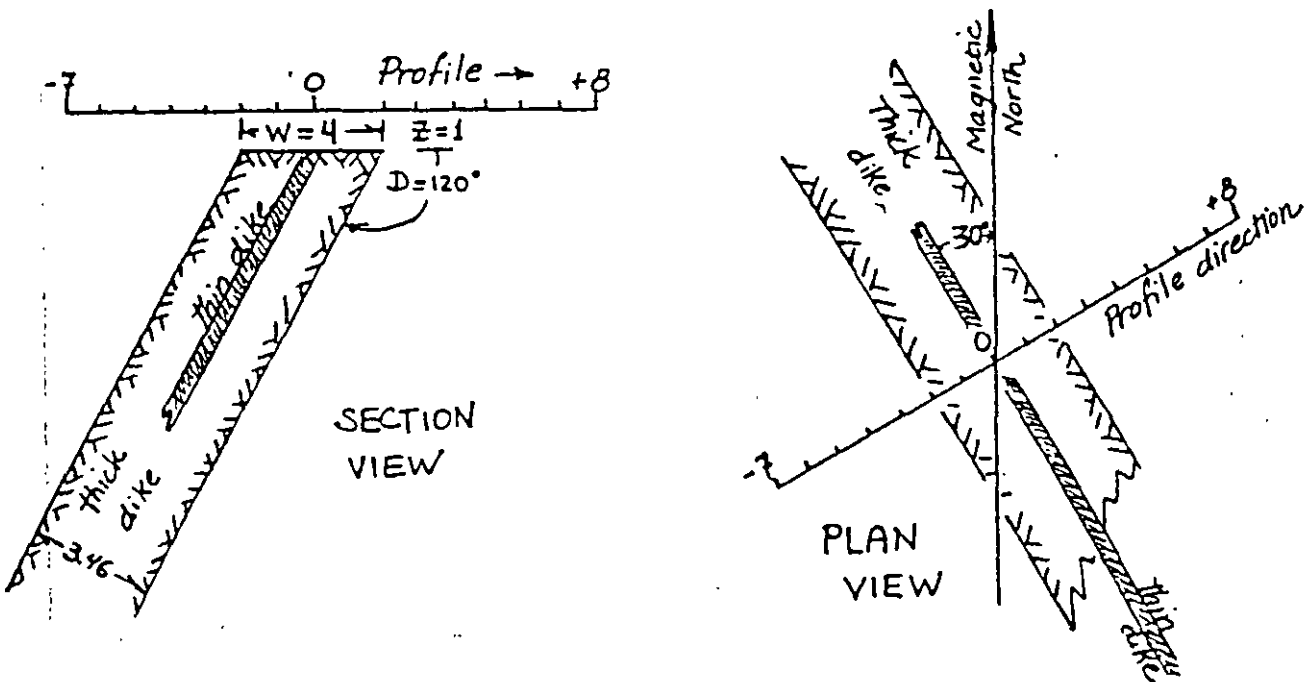 -7
0
Profile →
+8
W=4
Z=1
D=120°
thin dike
SECTION
VIEW
thick
dike
3.46
Magnetic
North
Thick
dike
30°
0
+8
Profile direction
-7
PLAN
VIEW
thin
dike